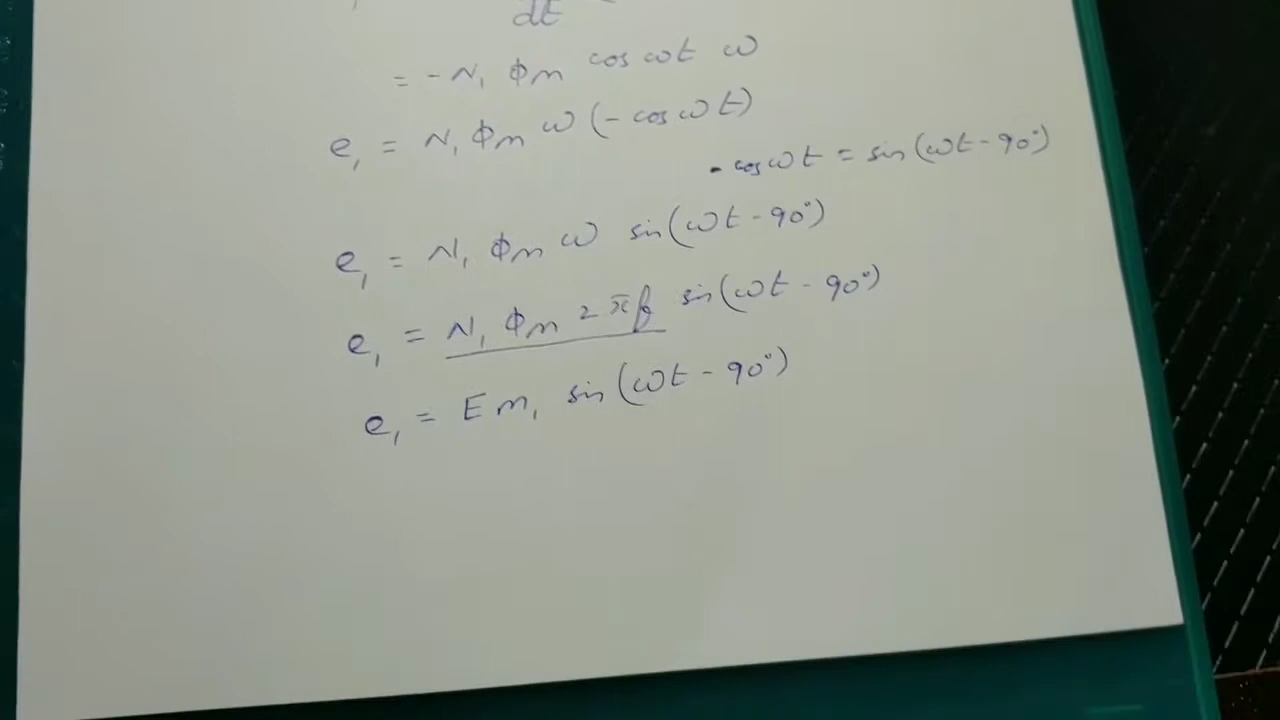 dt
= - N₁ Φm cos ωt ω
e₁ = N₁ Φm ω (- cos ωt)
- cos ωt = sin(ωt - 90°)
e₁ = N₁ Φm ω sin(ωt - 90°)
e₁ = N₁ Φm 2πf sin(ωt - 90°)
e₁ = Em₁ sin(ωt - 90°)